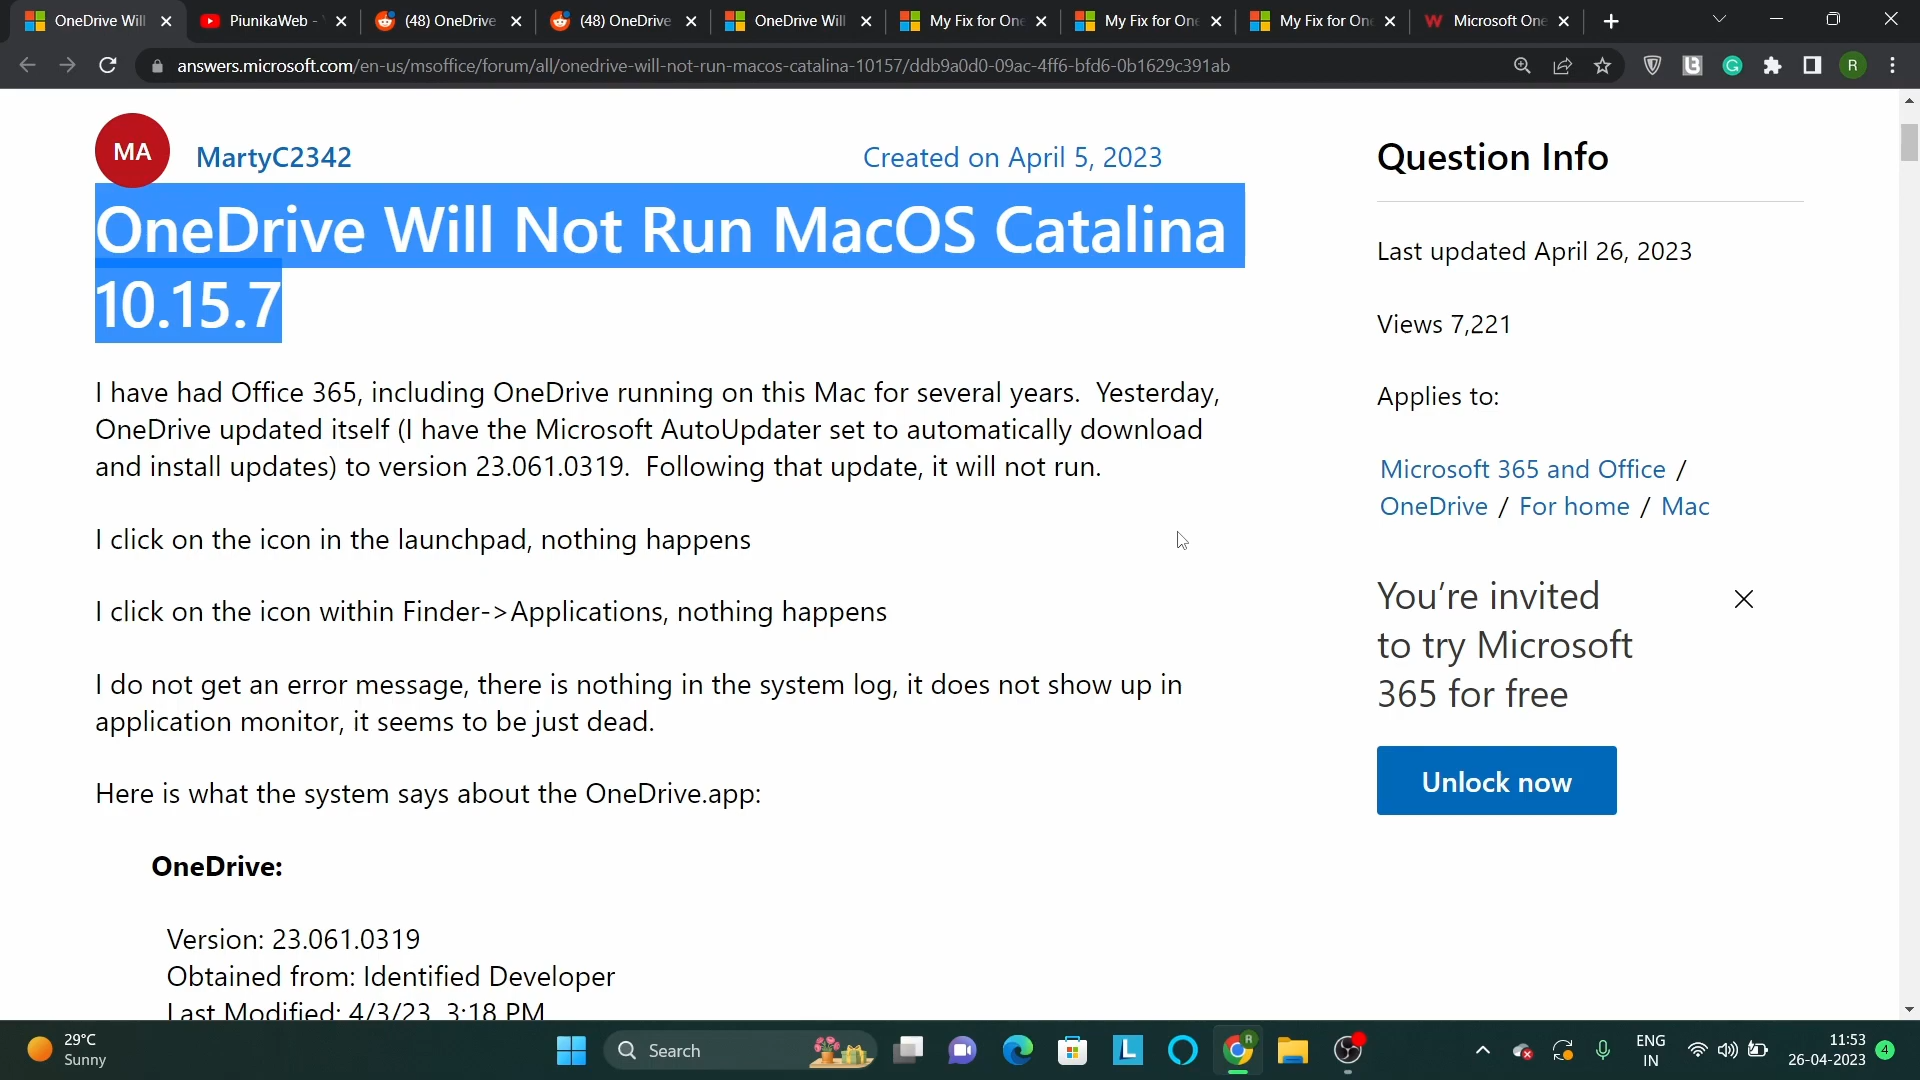 OneDrive Will
PiunikaWeb -
(48) OneDrive
(48) OneDrive
OneDrive Will
My Fix for On
My Fix for On
My Fix for On
Microsoft One
answers.microsoft.com/en-us/msoffice/forum/all/onedrive-will-not-run-macos-catalina-10157/ddb9a0d0-09ac-4ff6-bfd6-0b1629c391ab
R
MA
MartyC2342
Created on April 5, 2023
OneDrive Will Not Run MacOS Catalina
10.15.7
I have had Office 365, including OneDrive running on this Mac for several years. Yesterday,
OneDrive updated itself (I have the Microsoft AutoUpdater set to automatically download
and install updates) to version 23.061.0319. Following that update, it will not run.
I click on the icon in the launchpad, nothing happens
I click on the icon within Finder->Applications, nothing happens
I do not get an error message, there is nothing in the system log, it does not show up in
application monitor, it seems to be just dead.
Here is what the system says about the OneDrive.app:
OneDrive:
Version: 23.061.0319
Obtained from: Identified Developer
Last Modified: 4/3/23, 3:18 PM
Question Info
Last updated April 26, 2023
Views 7,221
Applies to:
Microsoft 365 and Office /
OneDrive / For home / Mac
You're invited
to try Microsoft
365 for free
Unlock now
29°C
Sunny
Search
ENG
IN
11:53
26-04-2023
4